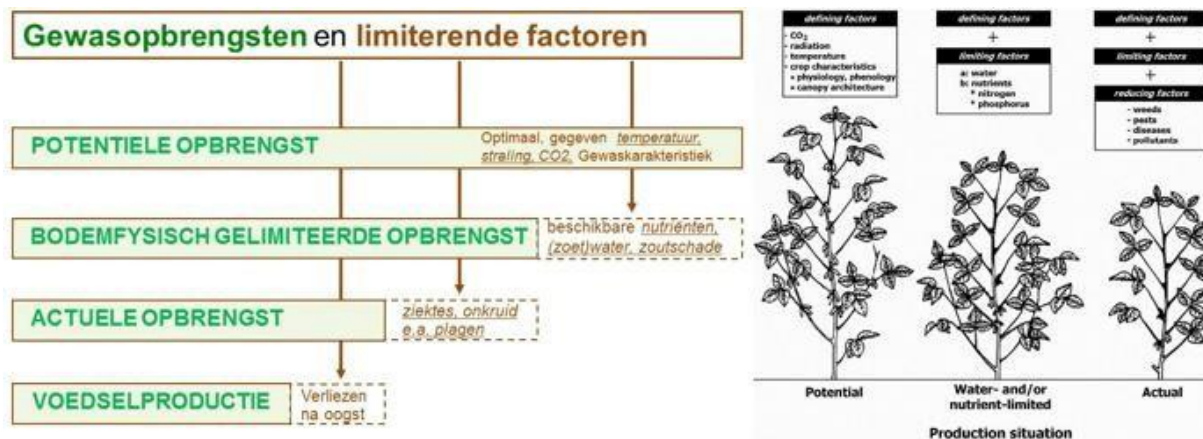 Gewasopbrengsten en limiterende factoren
POTENTIELE OPBRENGST
Optimaal, gegeven temperatuur,
straling, CO2, Gewaskarakteristiek
BODEMFYSISCH GELIMITEERDE OPBRENGST
beschikbare nutriënten,
(zoet)water, zoutschade
ACTUELE OPBRENGST
ziektes, onkruid
e.a. plagen
VOEDSELPRODUCTIE
Verliezen
na oogst
defining factors
- CO2
- radiation
- temperature
- crop characteristics
* physiology, phenology
* canopy architecture
defining factors
+
limiting factors
a: water
b: nutrients
* nitrogen
* phosphorus
defining factors
+
limiting factors
+
reducing factors
- weeds
- pests
- diseases
- pollutants
Potential
Water- and/or
nutrient-limited
Actual
Production situation